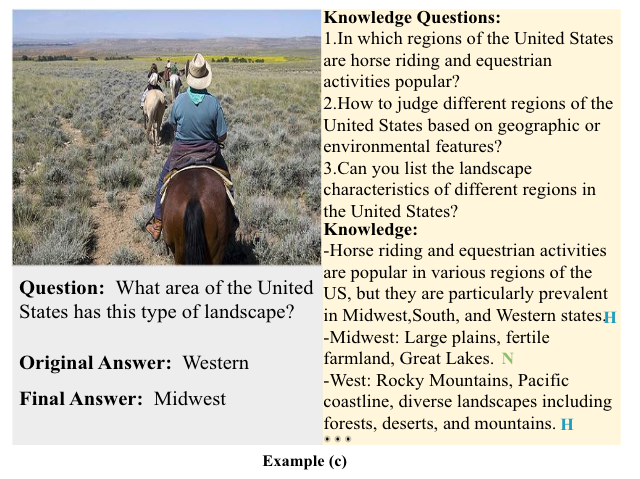 Question: What area of the United
States has this type of landscape?
Original Answer: Western
Final Answer: Midwest
Knowledge Questions:
1.In which regions of the United States
are horse riding and equestrian
activities popular?
2.How to judge different regions of the
United States based on geographic or
environmental features?
3.Can you list the landscape
characteristics of different regions in
the United States?
Knowledge:
-Horse riding and equestrian activities
are popular in various regions of the
US, but they are particularly prevalent
in Midwest,South, and Western states. H
-Midwest: Large plains, fertile
farmland, Great Lakes. N
-West: Rocky Mountains, Pacific
coastline, diverse landscapes including
forests, deserts, and mountains. H
• • •
Example (c)